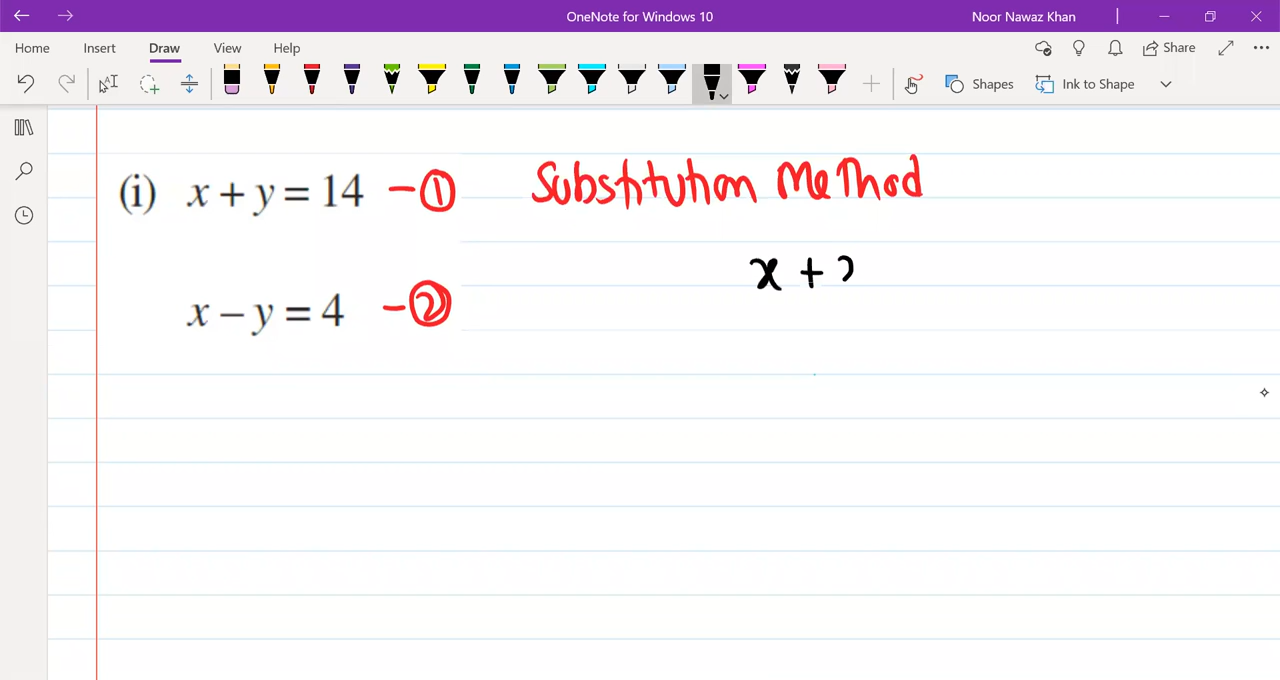 OneNote for Windows 10
Noor Nawaz Khan
Home Insert Draw View Help
Share
Shapes
Ink to Shape
(i) x + y = 14 - ①
Substitution Method
x +
x − y = 4 - ②